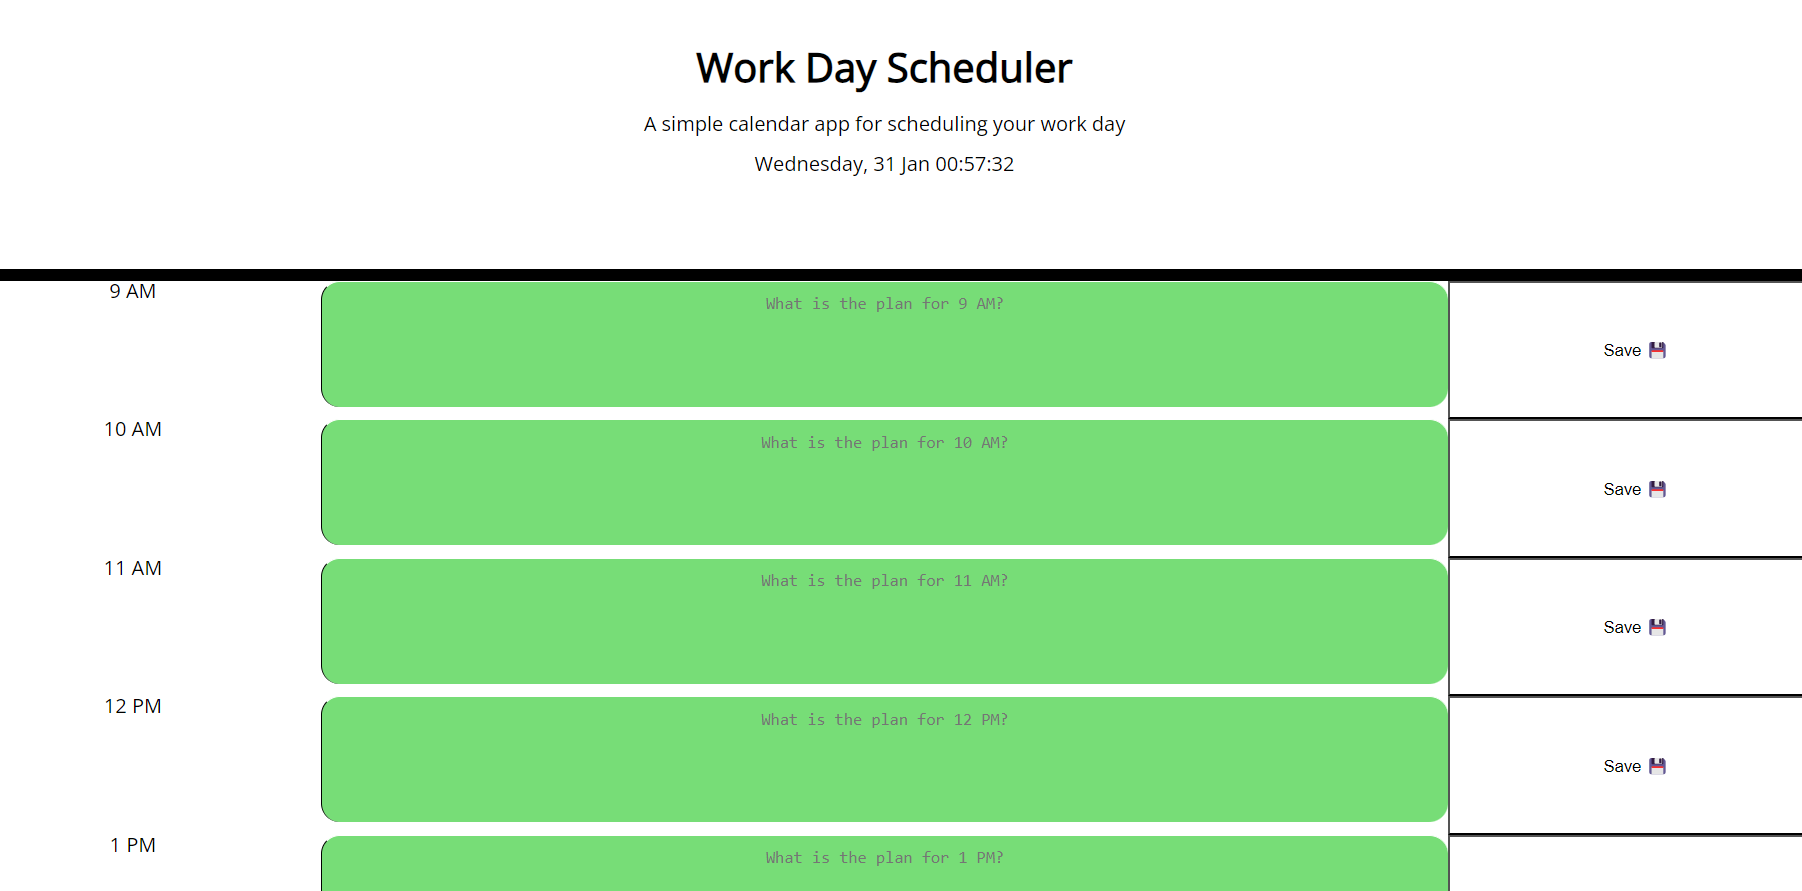 Work Day Scheduler
A simple calendar app for scheduling your work day
Wednesday, 31 Jan 00:57:32
9 AM
What is the plan for 9 AM?
Save 💾
10 AM
What is the plan for 10 AM?
Save 💾
11 AM
What is the plan for 11 AM?
Save 💾
12 PM
What is the plan for 12 PM?
Save 💾
1 PM
What is the plan for 1 PM?